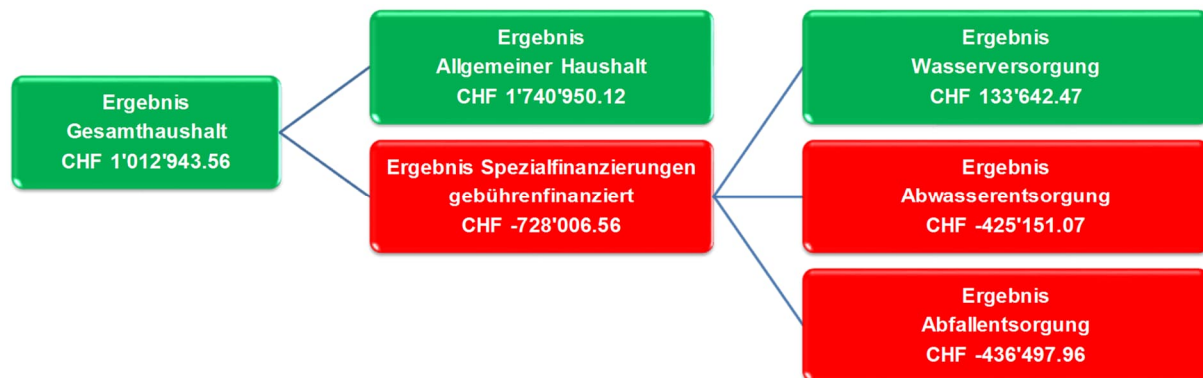 Ergebnis
Gesamthaushalt
CHF 1'012'943.56
Ergebnis
Allgemeiner Haushalt
CHF 1'740'950.12
Ergebnis Spezialfinanzierungen
gebührenfinanziert
CHF -728'006.56
Ergebnis
Wasserversorgung
CHF 133'642.47
Ergebnis
Abwasserentsorgung
CHF -425'151.07
Ergebnis
Abfallentsorgung
CHF -436'497.96